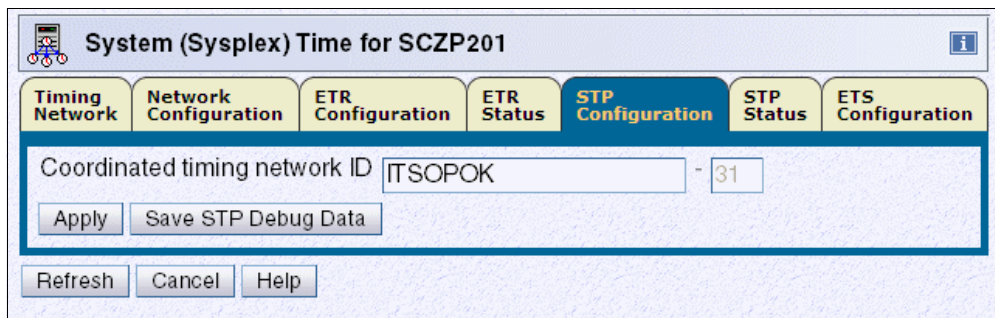 System (Sysplex) Time for SCZP201
i
Timing Network
Network Configuration
ETR Configuration
ETR Status
STP Configuration
STP Status
ETS Configuration
Coordinated timing network ID ITSOPOK - 31
Apply Save STP Debug Data
Refresh Cancel Help